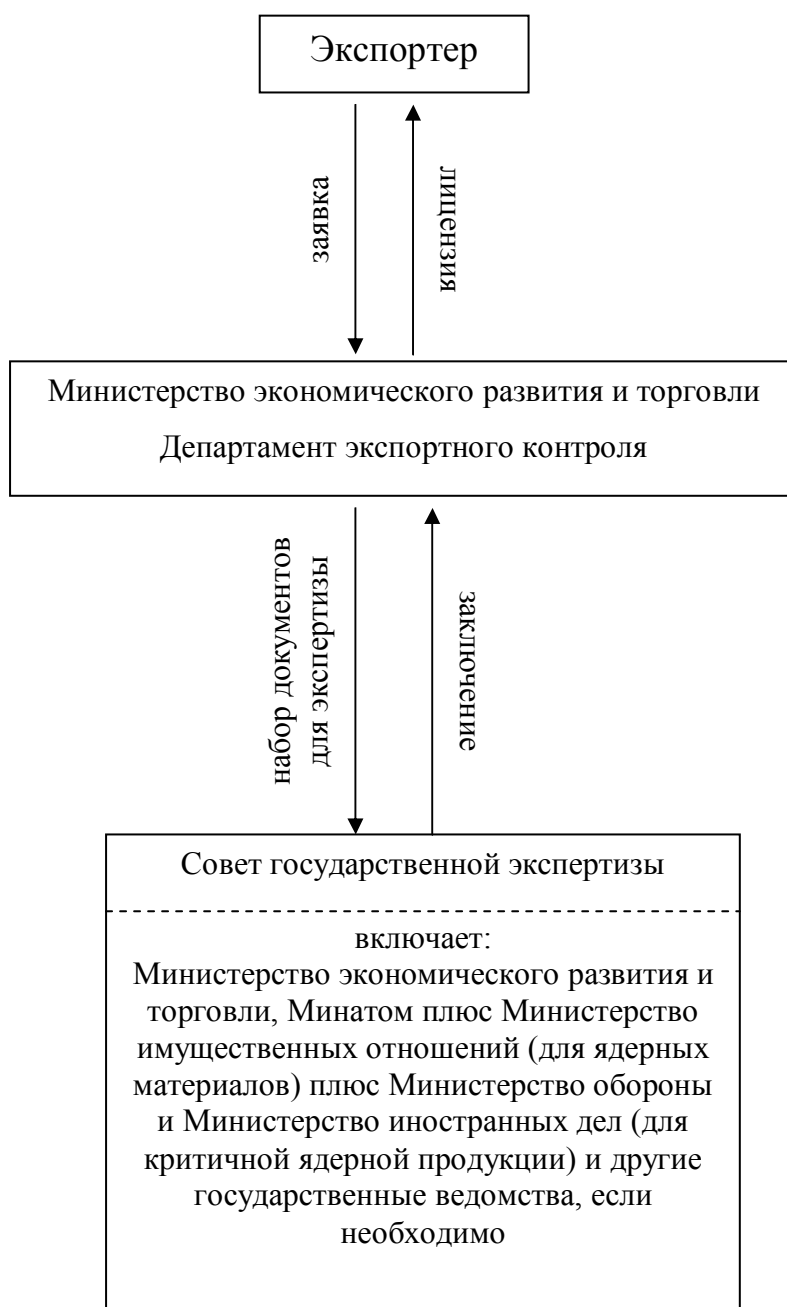 Экспортер
заявка
лицензия
Министерство экономического развития и торговли
Департамент экспортного контроля
набор документов
для экспертизы
заключение
Совет государственной экспертизы
включает:
Министерство экономического развития и
торговли, Минатом плюс Министерство
имущественных отношений (для ядерных
материалов) плюс Министерство обороны
и Министерство иностранных дел (для
критичной ядерной продукции) и другие
государственные ведомства, если
необходимо